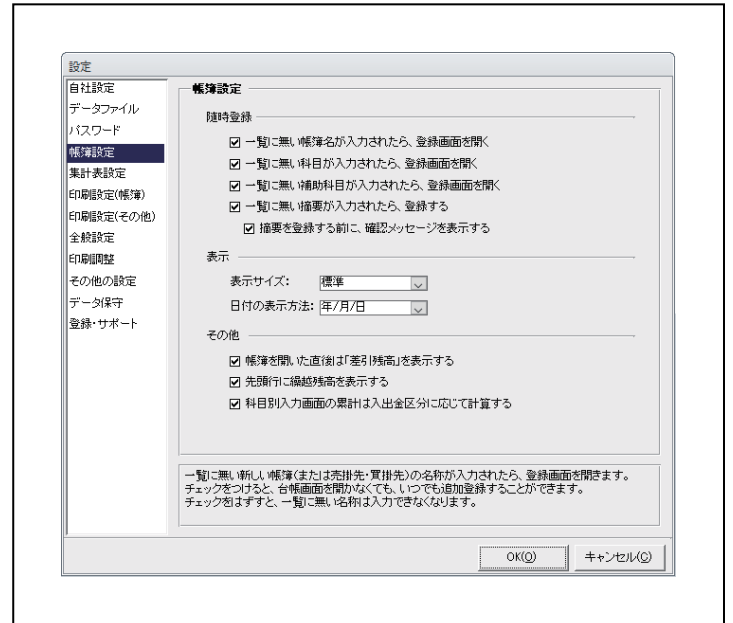 設定
自社設定
データファイル
パスワード
帳簿設定
集計表設定
印刷設定(帳簿)
印刷設定(その他)
全般設定
印刷調整
その他の設定
データ保守
登録・サポート
帳簿設定
随時登録
一覧に無い帳簿名が入力されたら、登録画面を開く
一覧に無い科目が入力されたら、登録画面を開く
一覧に無い補助科目が入力されたら、登録画面を開く
一覧に無い摘要が入力されたら、登録する
摘要を登録する前に、確認メッセージを表示する
表示
表示サイズ: 標準
日付の表示方法: 年/月/日
その他
帳簿を開いた直後は「差引残高」を表示する
先頭行に繰越残高を表示する
科目別入力画面の累計は入出金区分に応じて計算する
一覧に無い新しい帳簿(または売掛先・買掛先)の名称が入力されたら、登録画面を開きます。
チェックをつけると、台帳画面を開かなくても、いつでも追加登録することができます。
チェックをはずすと、一覧に無い名称は入力できなくなります。
OK(O) キャンセル(C)